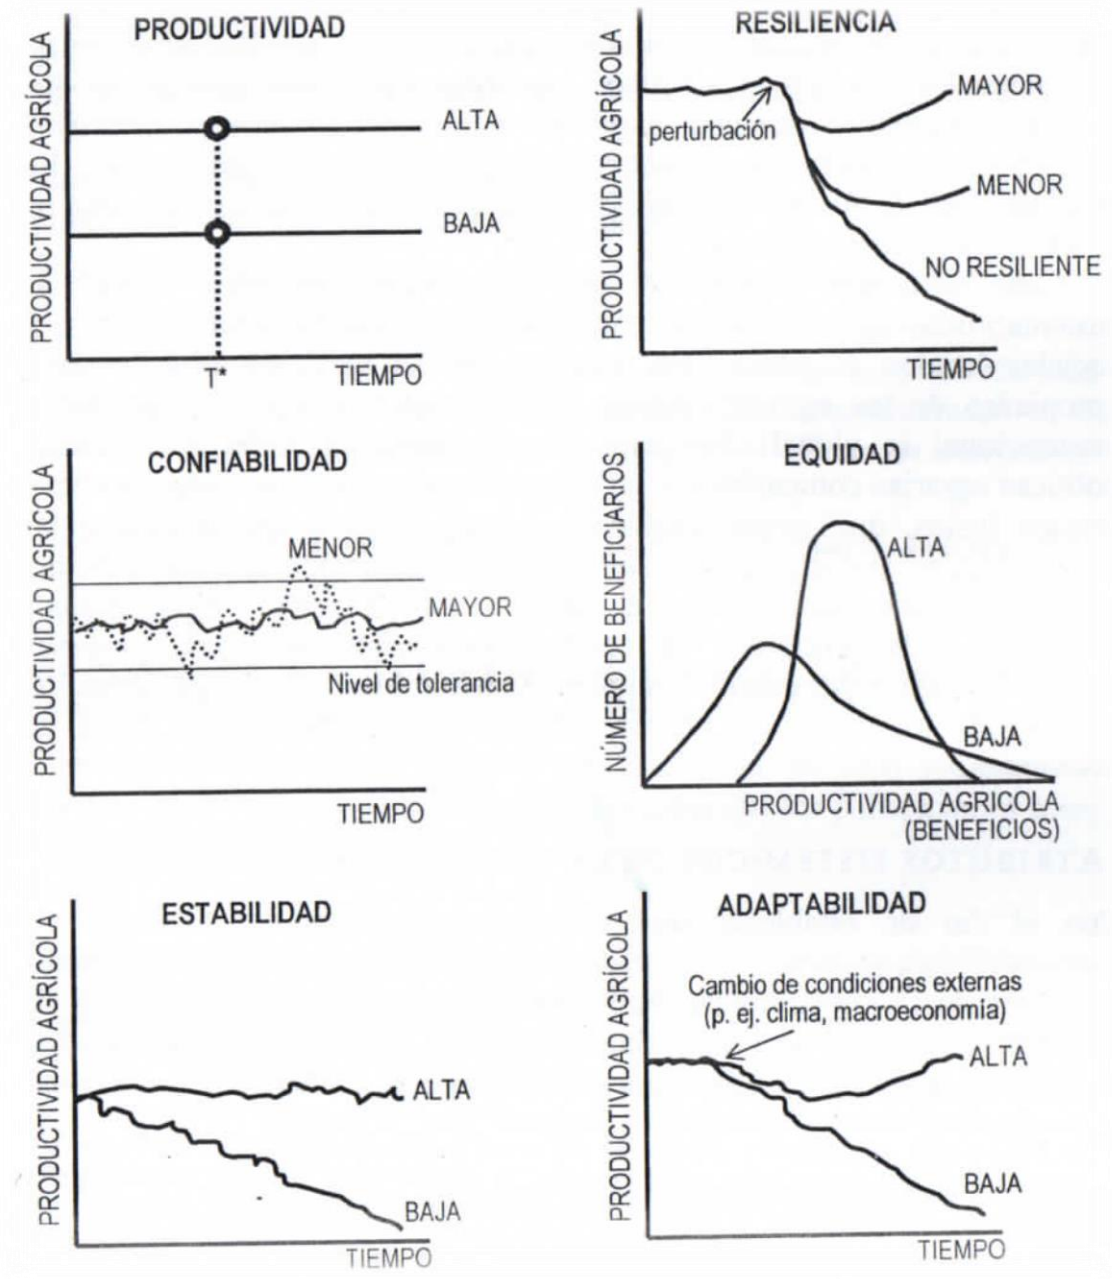 PRODUCTIVIDAD
PRODUCTIVIDAD AGRÍCOLA
ALTA
BAJA
T*
TIEMPO
RESILIENCIA
PRODUCTIVIDAD AGRÍCOLA
perturbación
MAYOR
MENOR
NO RESILIENTE
TIEMPO
CONFIABILIDAD
PRODUCTIVIDAD AGRÍCOLA
MENOR
MAYOR
Nivel de tolerancia
TIEMPO
EQUIDAD
NÚMERO DE BENEFICIARIOS
ALTA
BAJA
PRODUCTIVIDAD AGRICOLA
(BENEFICIOS)
ESTABILIDAD
PRODUCTIVIDAD AGRÍCOLA
ALTA
BAJA
TIEMPO
ADAPTABILIDAD
PRODUCTIVIDAD AGRÍCOLA
Cambio de condiciones externas
(p. ej. clima, macroeconomía)
ALTA
BAJA
TIEMPO